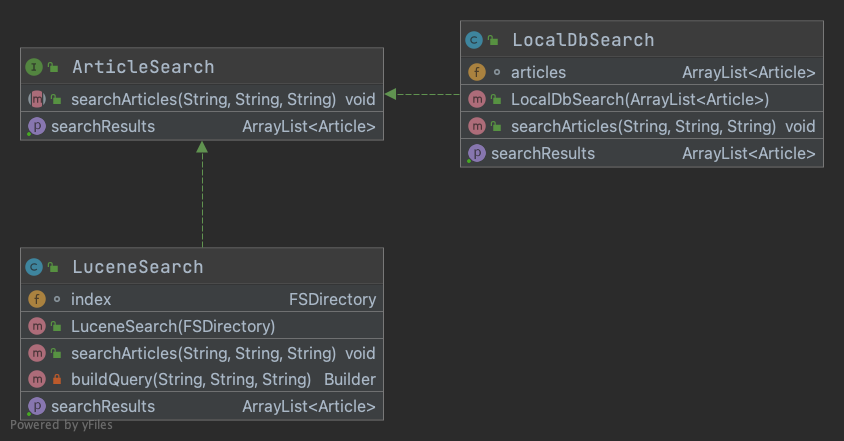 I ArticleSearch
m searchArticles(String, String, String) void
p searchResults ArrayList<Article>
C LocalDbSearch
f articles ArrayList<Article>
m LocalDbSearch(ArrayList<Article>)
m searchArticles(String, String, String) void
p searchResults ArrayList<Article>
C LuceneSearch
f index FSDirectory
m LuceneSearch(FSDirectory)
m searchArticles(String, String, String) void
m buildQuery(String, String, String) Builder
p searchResults ArrayList<Article>
Powered by yFiles